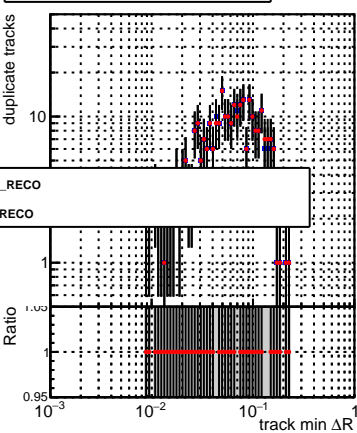 duplicate tracks
10
_RECO
RECO
1
1.05
Ratio
1
0.95
10⁻³
10⁻²
10⁻¹
1
track min ΔR